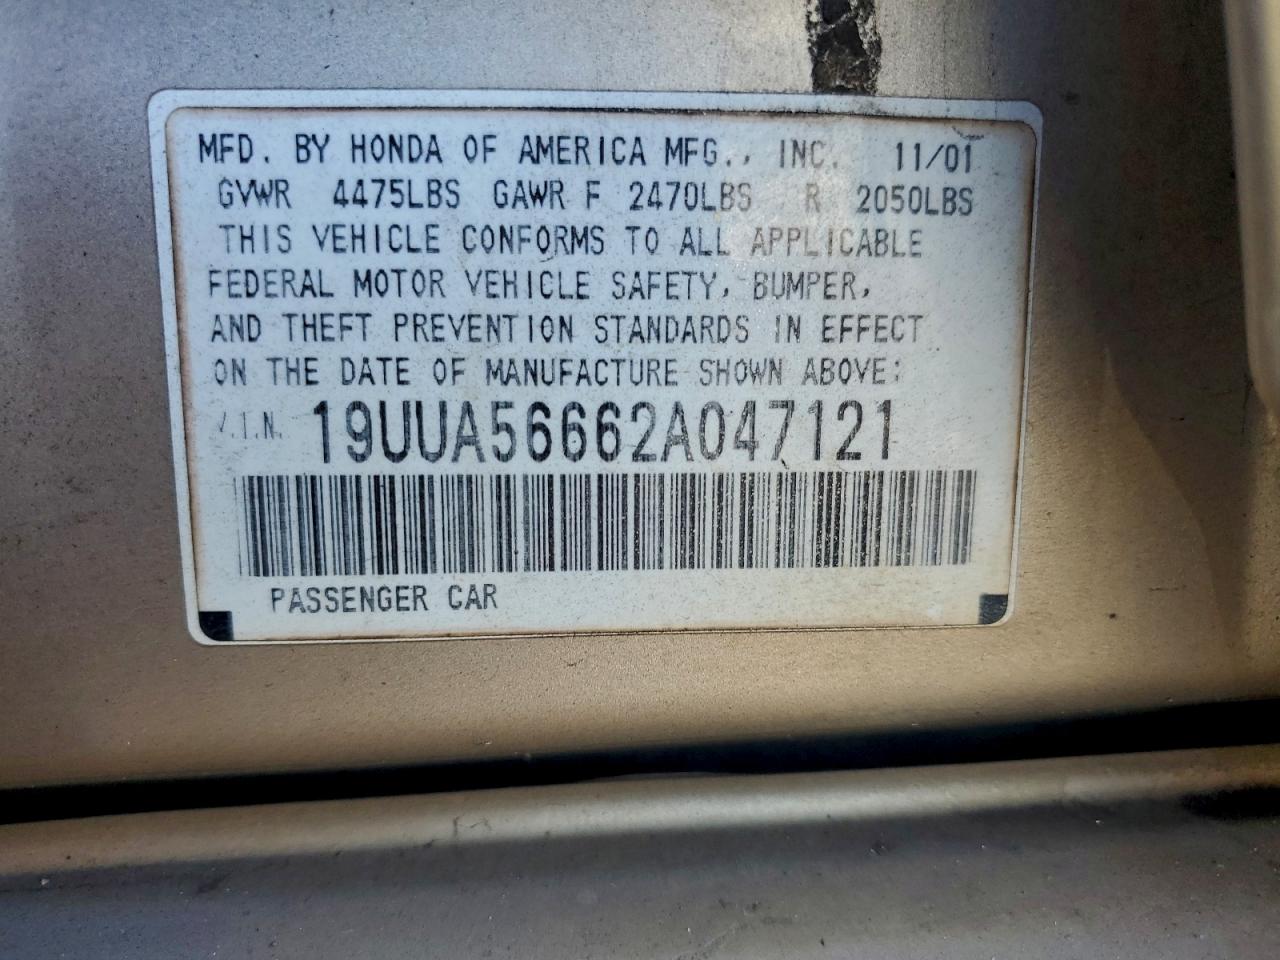 MFD. BY HONDA OF AMERICA MFG., INC. 11/01
GVWR 4475LBS GAWR F 2470LBS R 2050LBS
THIS VEHICLE CONFORMS TO ALL APPLICABLE
FEDERAL MOTOR VEHICLE SAFETY, BUMPER,
AND THEFT PREVENTION STANDARDS IN EFFECT
ON THE DATE OF MANUFACTURE SHOWN ABOVE:
V.I.N. 19UUA56662A047121
PASSENGER CAR